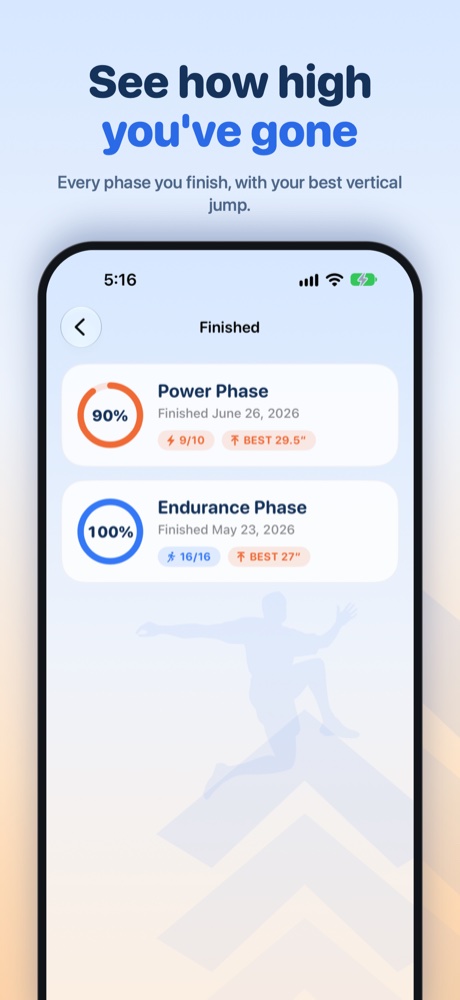 See how high
you've gone
Every phase you finish, with your best vertical
jump.
5:16
Finished
90%
Power Phase
Finished June 26, 2026
9/10
BEST 29.5"
100%
Endurance Phase
Finished May 23, 2026
16/16
BEST 27"